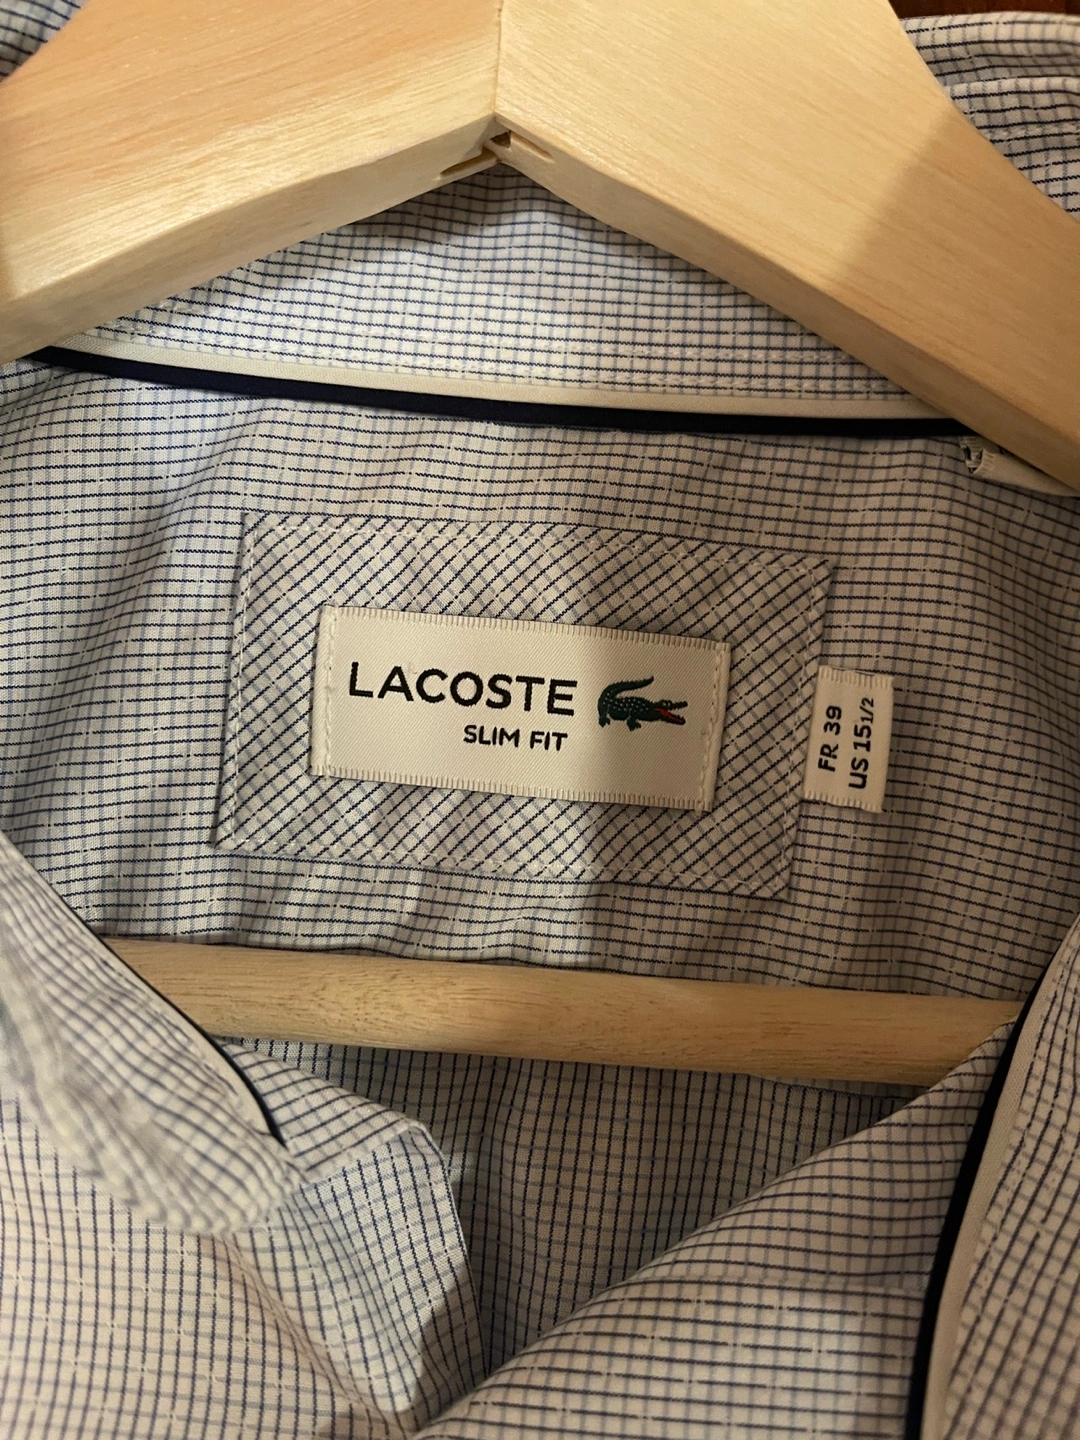 LACOSTE
SLIM FIT
FR 39
US 15 1/2